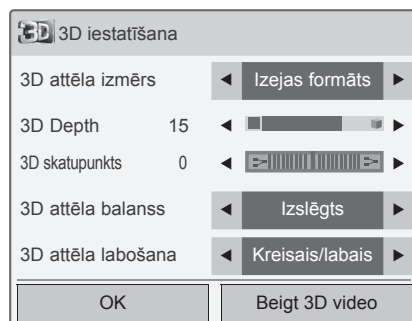 3D 3D iestatīšana
3D attēla izmērs ◄ Izejas formāts ►
3D Depth 15 ◄ ►
3D skatupunkts 0 ◄ ►
3D attēla balanss ◄ Izslēgts ►
3D attēla labošana ◄ Kreisais/labais ►
OK Beigt 3D video